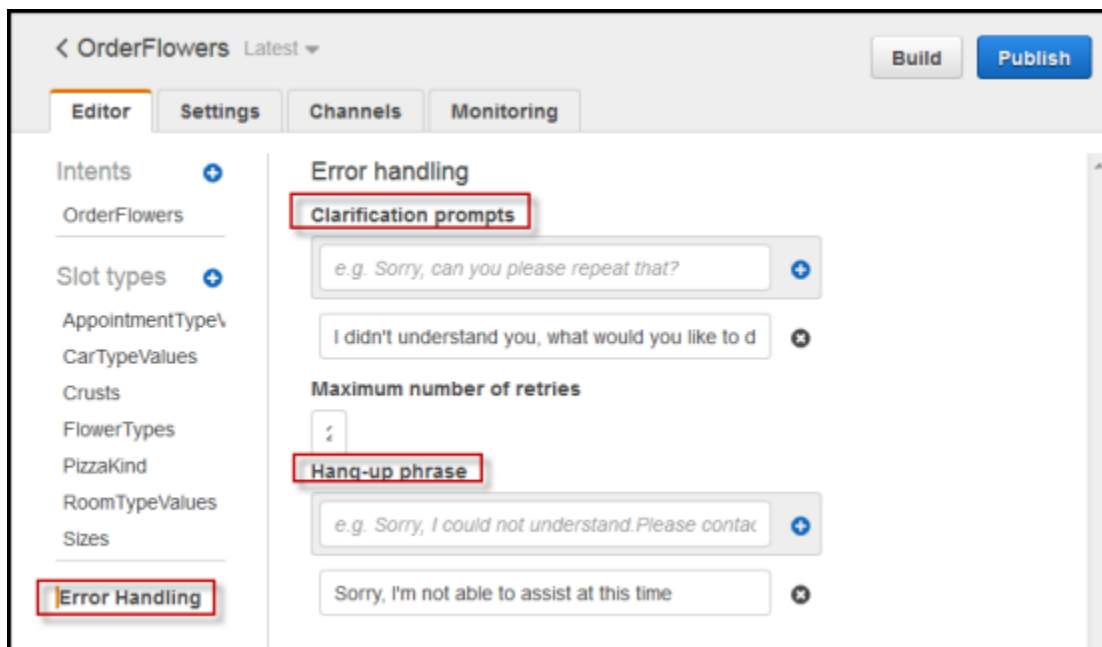 OrderFlowers Latest
Build Publish
Editor Settings Channels Monitoring
Intents
OrderFlowers
Slot types
AppointmentTypeV
CarTypeValues
Crusts
FlowerTypes
PizzaKind
RoomTypeValues
Sizes
Error Handling
Error handling
Clarification prompts
e.g. Sorry, can you please repeat that?
I didn't understand you, what would you like to d
Maximum number of retries
Hang-up phrase
e.g. Sorry, I could not understand.Please contac
Sorry, I'm not able to assist at this time